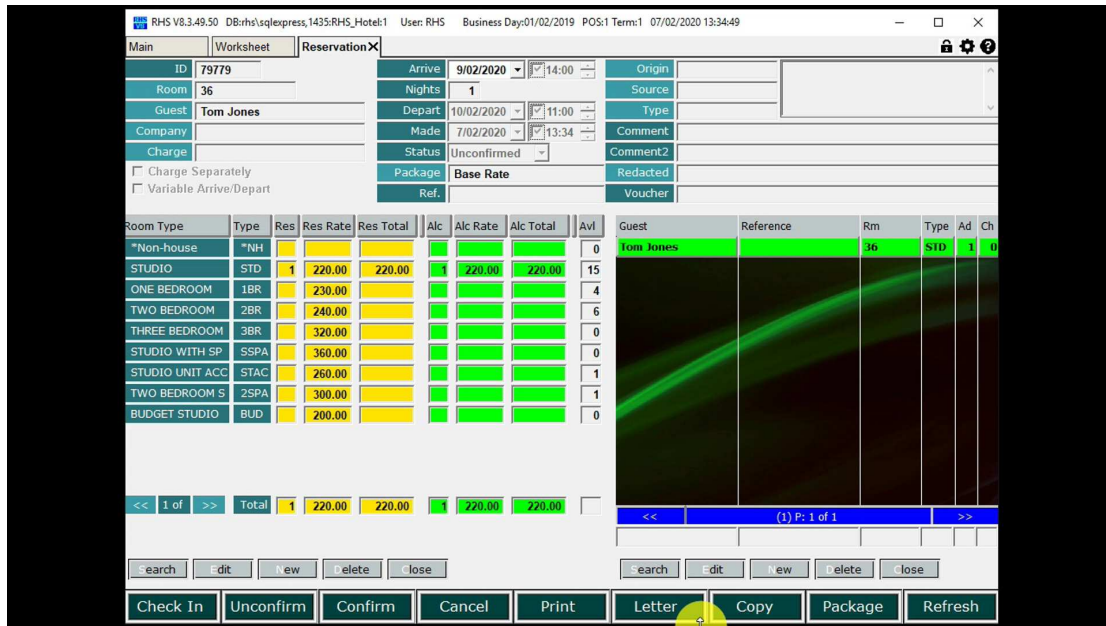 RHS V8.3.49.50 DB:rhs\sqlexpress,1435:RHS_Hotel:1 User: RHS Business Day:01/02/2019 POS:1 Term:1 07/02/2020 13:34:49
Main Worksheet Reservation X
ID 79779 Arrive 9/02/2020 14:00 Origin
Room 36 Nights 1 Source
Guest Tom Jones Depart 10/02/2020 11:00 Type
Company Made 7/02/2020 13:34 Comment
Charge Status Unconfirmed Comment2
Charge Separately Package Base Rate Redacted
Variable Arrive/Depart Ref. Voucher
Room Type Type Res Res Rate Res Total Alc Alc Rate Alc Total Avl Guest Reference Rm Type Ad Ch
*Non-house *NH 0 Tom Jones 36 STD 1 0
STUDIO STD 1 220.00 220.00 1 220.00 220.00 15
ONE BEDROOM 1BR 230.00 4
TWO BEDROOM 2BR 240.00 6
THREE BEDROOM 3BR 320.00 0
STUDIO WITH SP SSPA 360.00 0
STUDIO UNIT ACC STAC 260.00 1
TWO BEDROOM S 2SPA 300.00 1
BUDGET STUDIO BUD 200.00 0
<< 1 of >> Total 1 220.00 220.00 1 220.00 220.00
<< (1) P: 1 of 1 >>
Search Edit New Delete Close Search Edit New Delete Close
Check In Unconfirm Confirm Cancel Print Letter Copy Package Refresh